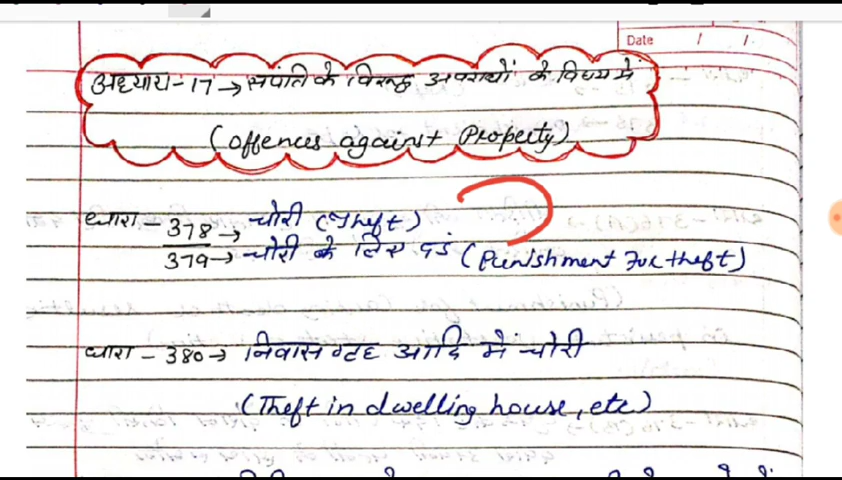 Date / /
अध्याय-17→ संपति के विरुद्ध अपराधों के विषय में
(offences against Property)
धारा - 378→ चोरी (Theft)
379→ चोरी के लिए दडं (Punishment For theft)
धारा - 380→ निवास गृह आदि में चोरी
(Theft in dwelling house, etc)